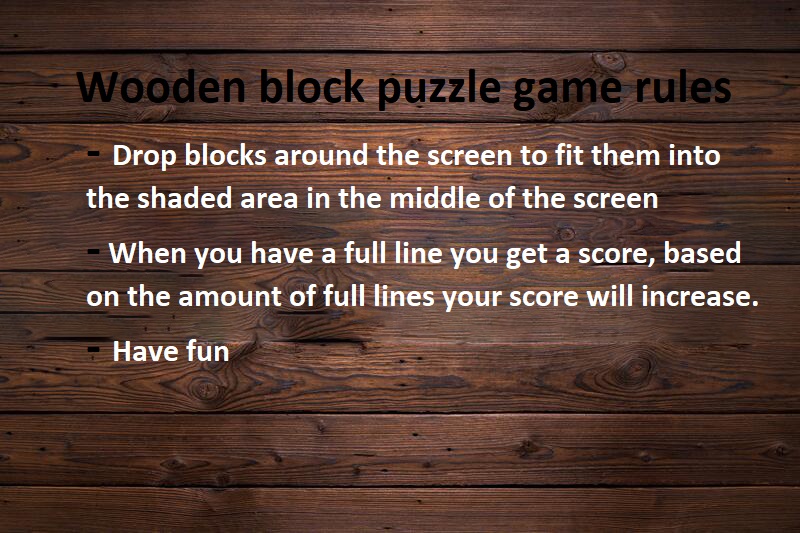 Wooden block puzzle game rules
- Drop blocks around the screen to fit them into
the shaded area in the middle of the screen
- When you have a full line you get a score, based
on the amount of full lines your score will increase.
- Have fun